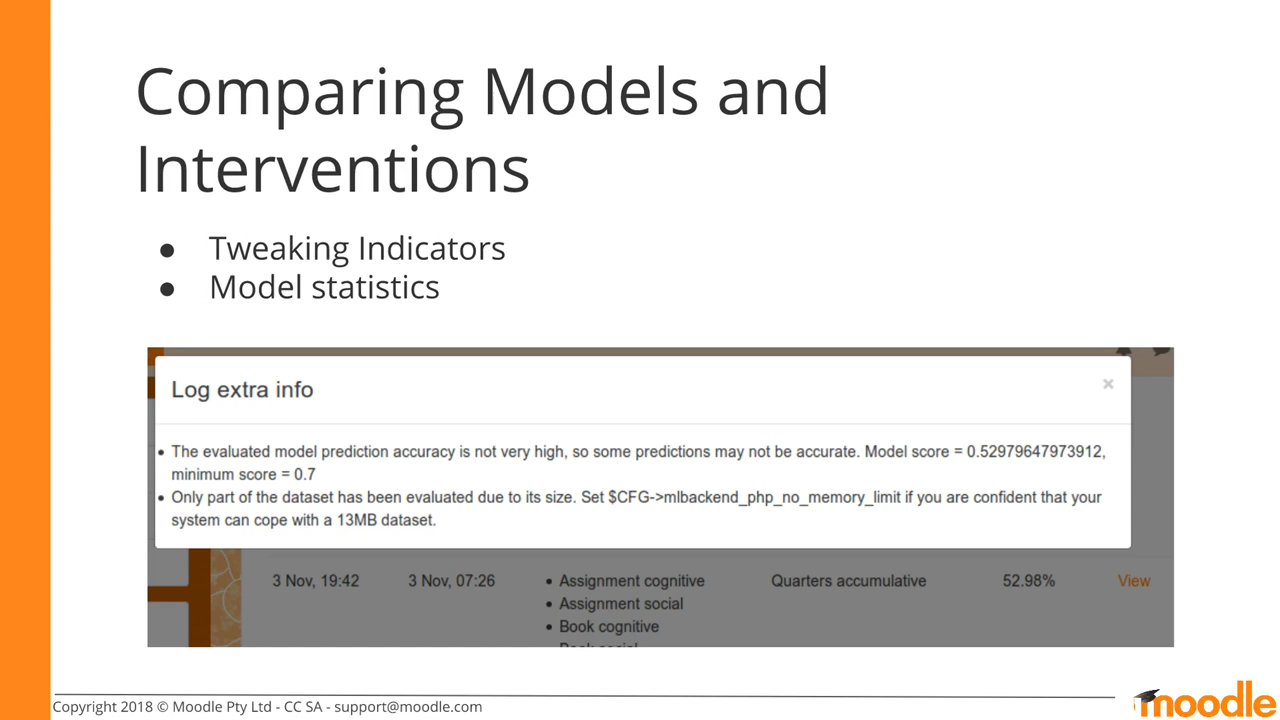 Comparing Models and
Interventions
● Tweaking Indicators
● Model statistics
Log extra info ×
• The evaluated model prediction accuracy is not very high, so some predictions may not be accurate. Model score = 0.52979647973912,
minimum score = 0.7
• Only part of the dataset has been evaluated due to its size. Set $CFG->mlbackend_php_no_memory_limit if you are confident that your
system can cope with a 13MB dataset.
3 Nov, 19:42 3 Nov, 07:26 • Assignment cognitive Quarters accumulative 52.98% View
• Assignment social
• Book cognitive
Copyright 2018 © Moodle Pty Ltd - CC SA - support@moodle.com
moodle